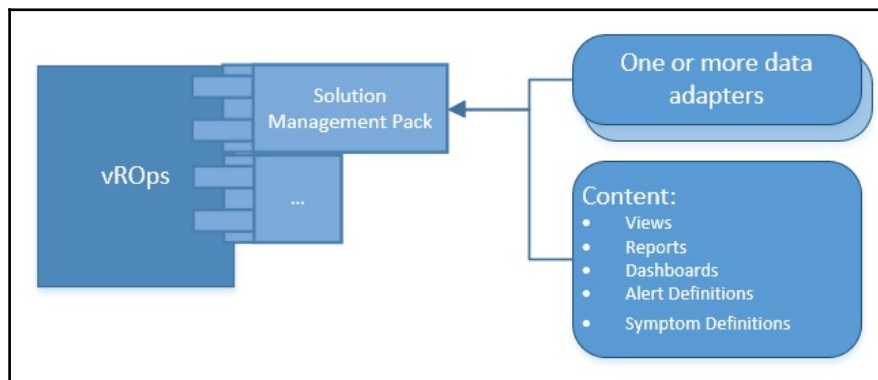 vROps
Solution
Management Pack
...
One or more data
adapters
Content:
• Views
• Reports
• Dashboards
• Alert Definitions
• Symptom Definitions